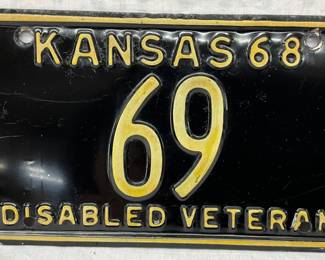 KANSAS 68
69
DISABLED VETERAN